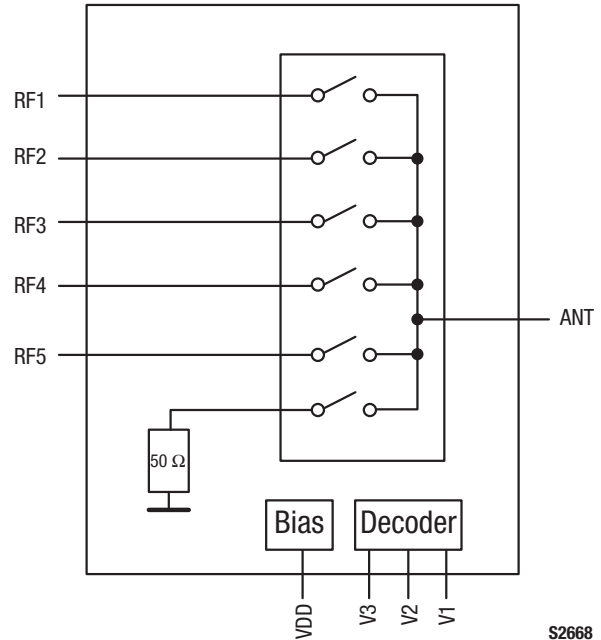 RF1
RF2
RF3
RF4
ANT
RF5
50 Ω
Bias
Decoder
VDD
V3
V2
V1
S2668